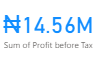 ₦14.56M
Sum of Profit before Tax